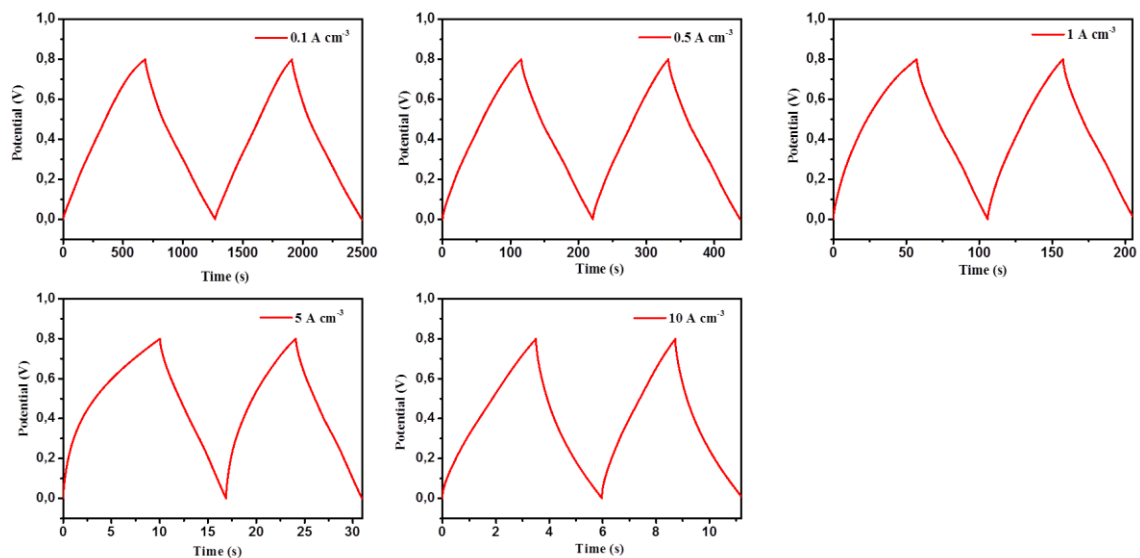 1,0
0,8
0,6
0,4
0,2
0,0
Potential (V)
0.1 A cm-3
0 500 1000 1500 2000 2500
Time (s)
1,0
0,8
0,6
0,4
0,2
0,0
Potential (V)
0.5 A cm-3
0 100 200 300 400
Time (s)
1,0
0,8
0,6
0,4
0,2
0,0
Potential (V)
1 A cm-3
0 50 100 150 200
Time (s)
1,0
0,8
0,6
0,4
0,2
0,0
Potential (V)
5 A cm-3
0 5 10 15 20 25 30
Time (s)
1,0
0,8
0,6
0,4
0,2
0,0
Potential (V)
10 A cm-3
0 2 4 6 8 10
Time (s)